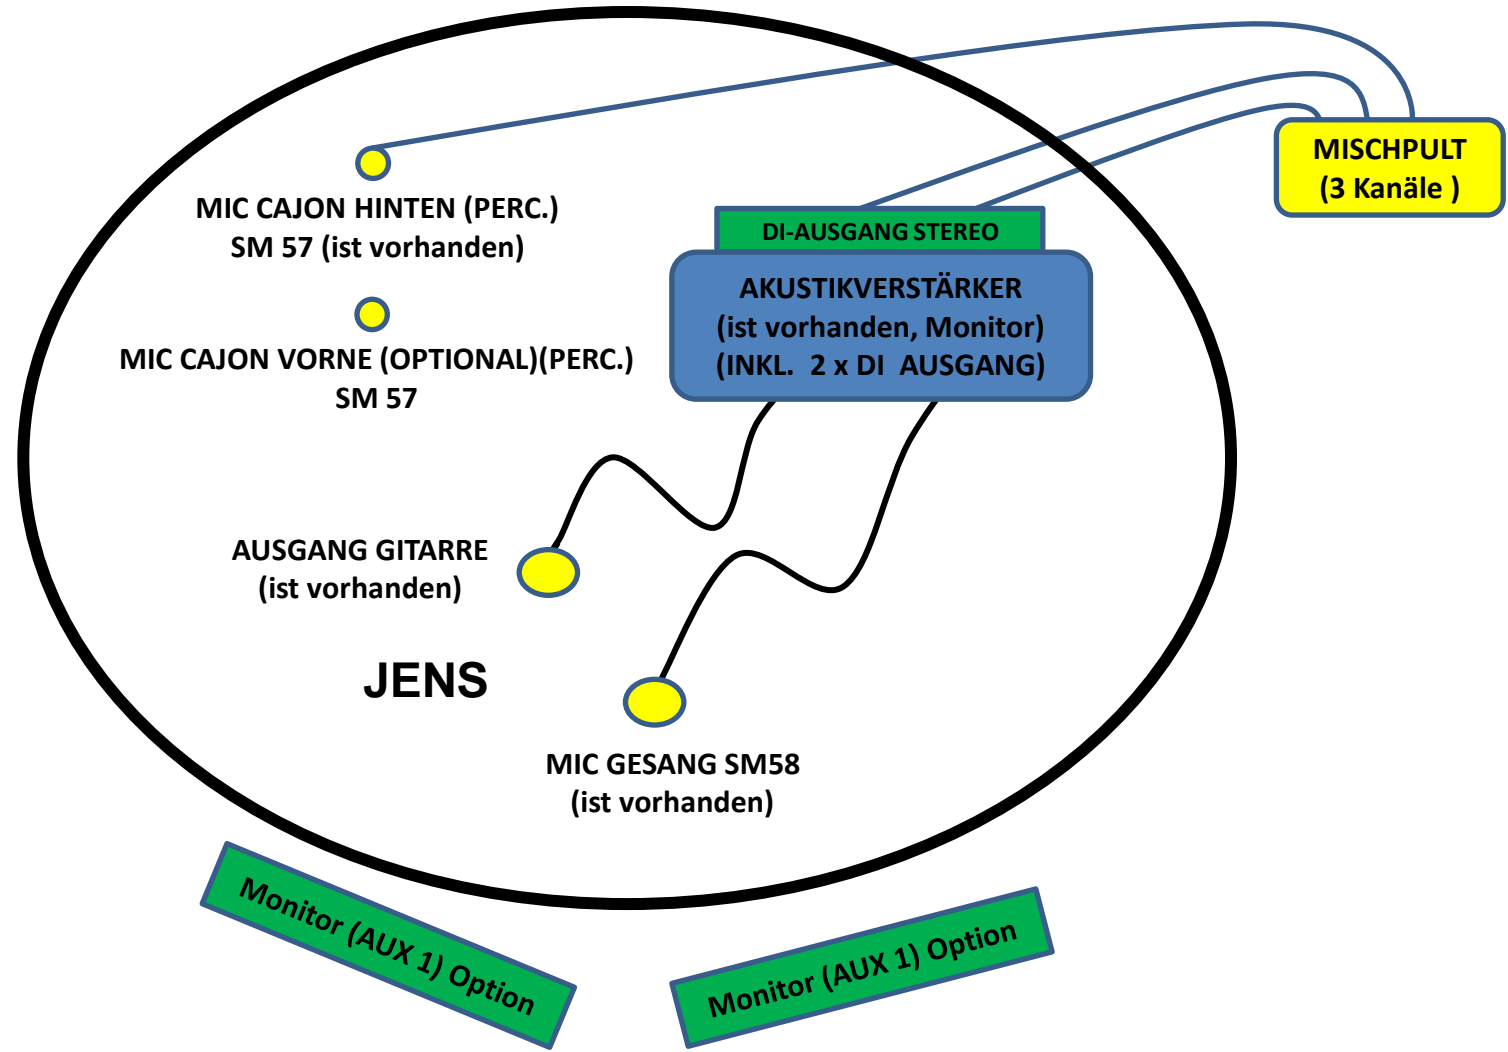 MISCHPULT
(3 Kanäle )
MIC CAJON HINTEN (PERC.)
SM 57 (ist vorhanden)
DI-AUSGANG STEREO
AKUSTIKVERSTÄRKER
(ist vorhanden, Monitor)
(INKL. 2 x DI AUSGANG)
MIC CAJON VORNE (OPTIONAL)(PERC.)
SM 57
AUSGANG GITARRE
(ist vorhanden)
JENS
MIC GESANG SM58
(ist vorhanden)
Monitor (AUX 1) Option
Monitor (AUX 1) Option